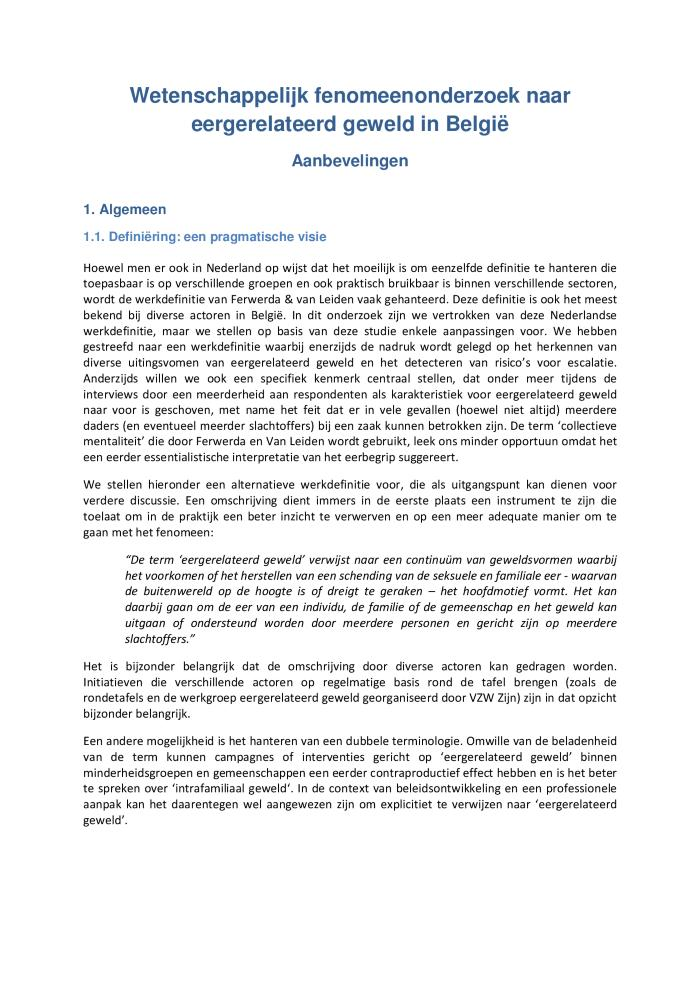 Wetenschappelijk fenomeenonderzoek naar
eergerelateerd geweld in België
Aanbevelingen
1. Algemeen
1.1. Definiëring: een pragmatische visie
Hoewel men er ook in Nederland op wijst dat het moeilijk is om eenzelfde definitie te hanteren die
toepasbaar is op verschillende groepen en ook praktisch bruikbaar is binnen verschillende sectoren,
wordt de werkdefinitie van Ferwerda & van Leiden vaak gehanteerd. Deze definitie is ook het meest
bekend bij diverse actoren in België. In dit onderzoek zijn we vertrokken van deze Nederlandse
werkdefinitie, maar we stellen op basis van deze studie enkele aanpassingen voor. We hebben
gestreefd naar een werkdefinitie waarbij enerzijds de nadruk wordt gelegd op het herkennen van
diverse uitingsvomen van eergerelateerd geweld en het detecteren van risico’s voor escalatie.
Anderzijds willen we ook een specifiek kenmerk centraal stellen, dat onder meer tijdens de
interviews door een meerderheid aan respondenten als karakteristiek voor eergerelateerd geweld
naar voor is geschoven, met name het feit dat er in vele gevallen (hoewel niet altijd) meerdere
daders (en eventueel meerder slachtoffers) bij een zaak kunnen betrokken zijn. De term ‘collectieve
mentaliteit’ die door Ferwerda en Van Leiden wordt gebruikt, leek ons minder opportuun omdat het
een eerder essentialistische interpretatie van het eerbegrip suggereert.
We stellen hieronder een alternatieve werkdefinitie voor, die als uitgangspunt kan dienen voor
verdere discussie. Een omschrijving dient immers in de eerste plaats een instrument te zijn die
toelaat om in de praktijk een beter inzicht te verwerven en op een meer adequate manier om te
gaan met het fenomeen:
“De term ‘eergerelateerd geweld’ verwijst naar een continuüm van geweldsvormen waarbij
het voorkomen of het herstellen van een schending van de seksuele en familiale eer - waarvan
de buitenwereld op de hoogte is of dreigt te geraken – het hoofdmotief vormt. Het kan
daarbij gaan om de eer van een individu, de familie of de gemeenschap en het geweld kan
uitgaan of ondersteund worden door meerdere personen en gericht zijn op meerdere
slachtoffers.”
Het is bijzonder belangrijk dat de omschrijving door diverse actoren kan gedragen worden.
Initiatieven die verschillende actoren op regelmatige basis rond de tafel brengen (zoals de
rondetafels en de werkgroep eergerelateerd geweld georganiseerd door VZW Zijn) zijn in dat opzicht
bijzonder belangrijk.
Een andere mogelijkheid is het hanteren van een dubbele terminologie. Omwille van de beladenheid
van de term kunnen campagnes of interventies gericht op ‘eergerelateerd geweld’ binnen
minderheidsgroepen en gemeenschappen een eerder contraproductief effect hebben en is het beter
te spreken over ‘intrafamiliaal geweld‘. In de context van beleidsontwikkeling en een professionele
aanpak kan het daarentegen wel aangewezen zijn om explicitiet te verwijzen naar ‘eergerelateerd
geweld’.